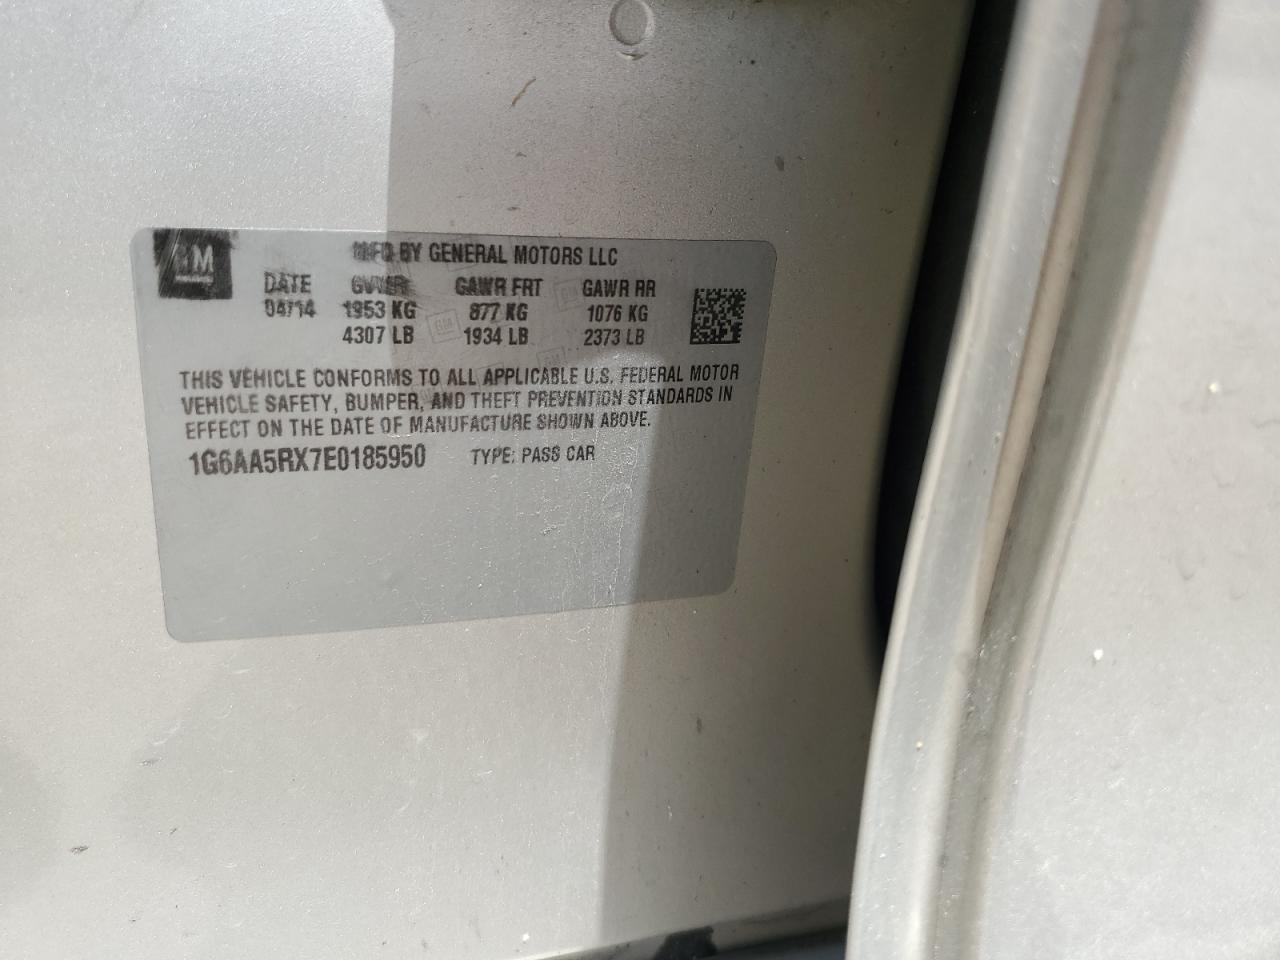 GM
MFD BY GENERAL MOTORS LLC
DATE GVWR GAWR FRT GAWR RR
04/14 1953 KG 877 KG 1076 KG
4307 LB 1934 LB 2373 LB
THIS VEHICLE CONFORMS TO ALL APPLICABLE U.S. FEDERAL MOTOR
VEHICLE SAFETY, BUMPER, AND THEFT PREVENTION STANDARDS IN
EFFECT ON THE DATE OF MANUFACTURE SHOWN ABOVE.
1G6AA5RX7E0185950 TYPE: PASS CAR